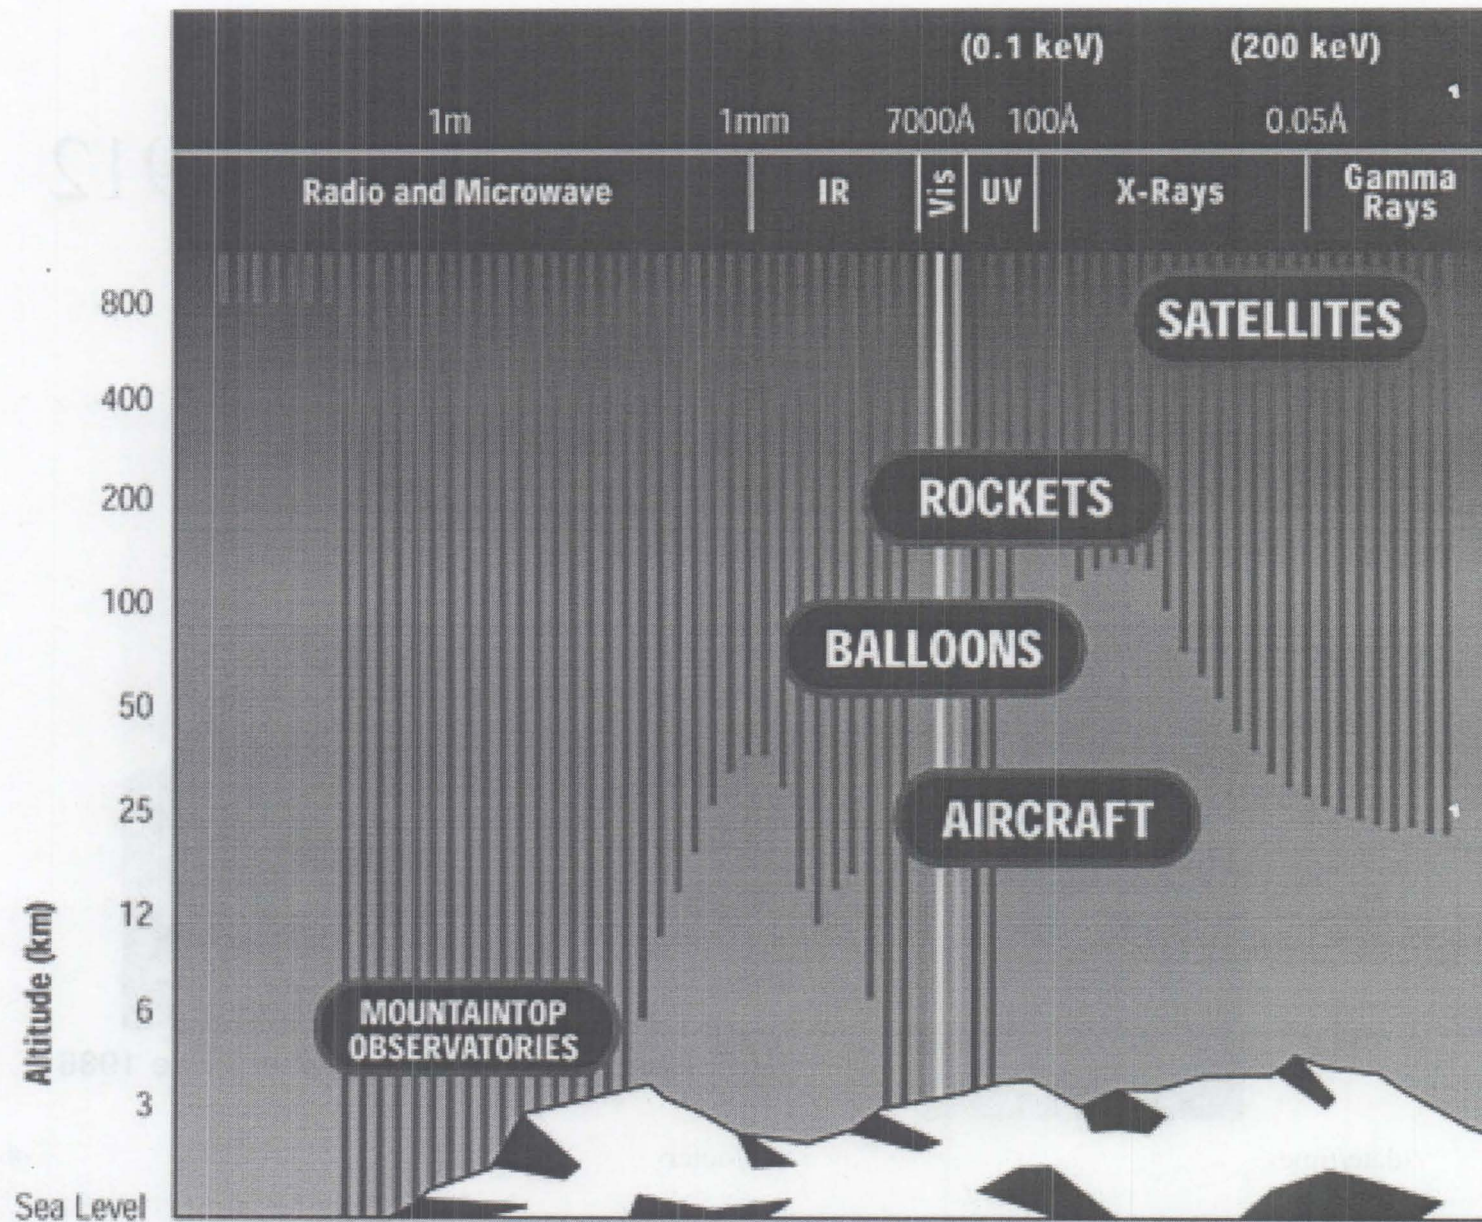 (0.1 keV) (200 keV)
1m 1mm 7000Å 100Å 0.05Å
Radio and Microwave IR Vis UV X-Rays Gamma
Rays
800
SATELLITES
400
200
ROCKETS
100
BALLOONS
50
25
AIRCRAFT
12
Altitude (km)
6
MOUNTAINTOP
OBSERVATORIES
3
Sea Level